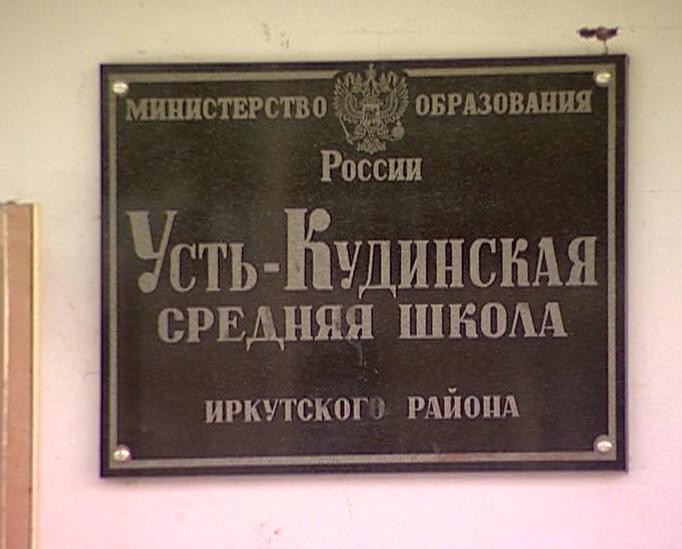 МИНИСТЕРСТВО ОБРАЗОВАНИЯ
РОССИИ
УСТЬ-КУДИНСКАЯ
СРЕДНЯЯ ШКОЛА
ИРКУТСКОГО РАЙОНА